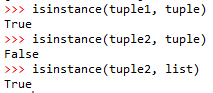 >>> isinstance(tuple1, tuple)
True
>>> isinstance(tuple2, tuple)
False
>>> isinstance(tuple2, list)
True